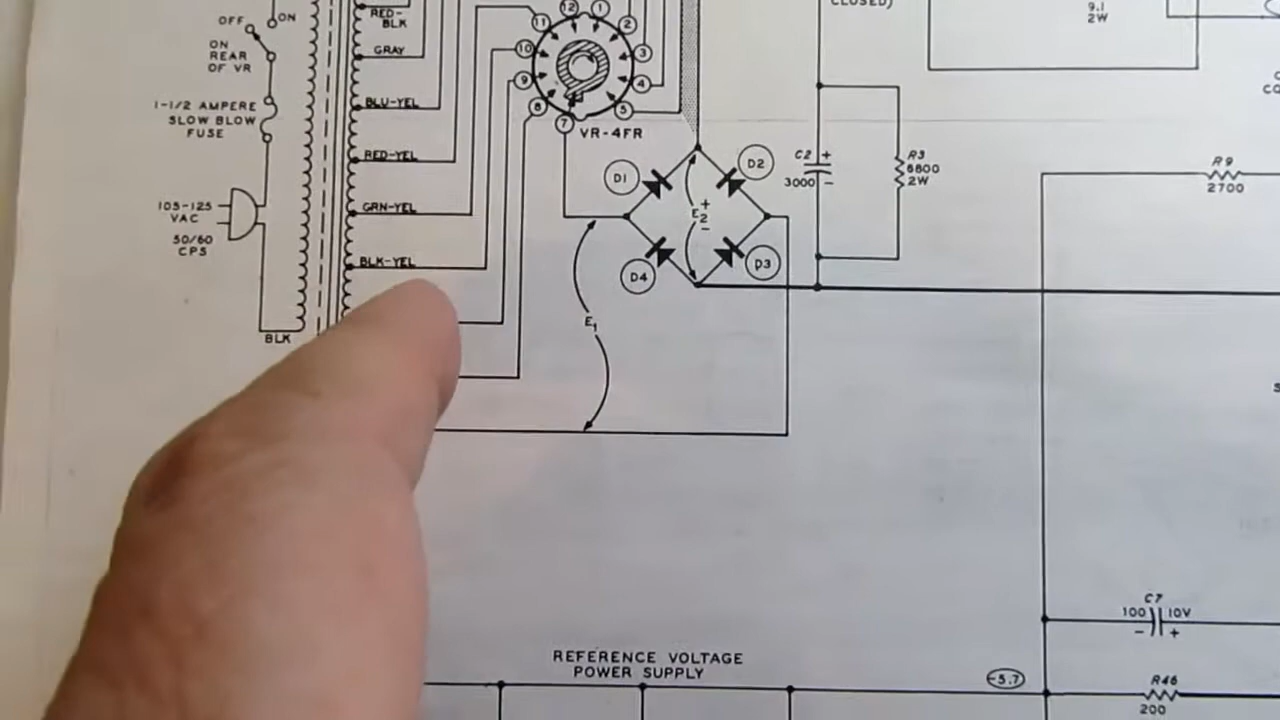 OFF
ON
ON
REAR
OF VR
1-1/2 AMPERE
SLOW BLOW
FUSE
105-125
VAC
50/60
CPS
BLK
RED-
BLK
GRAY
BLU-YEL
RED-YEL
GRN-YEL
BLK-YEL
12
1
11
2
10
3
9
4
8
5
7
VR-4FR
D1
D2
D4
D3
E2
+
-
E1
CLOSED)
C2 +
3000 -
R3
6800
2W
9.1
2W
R9
2700
C7
100 10V
- +
REFERENCE VOLTAGE
POWER SUPPLY
-5.7
R46
200